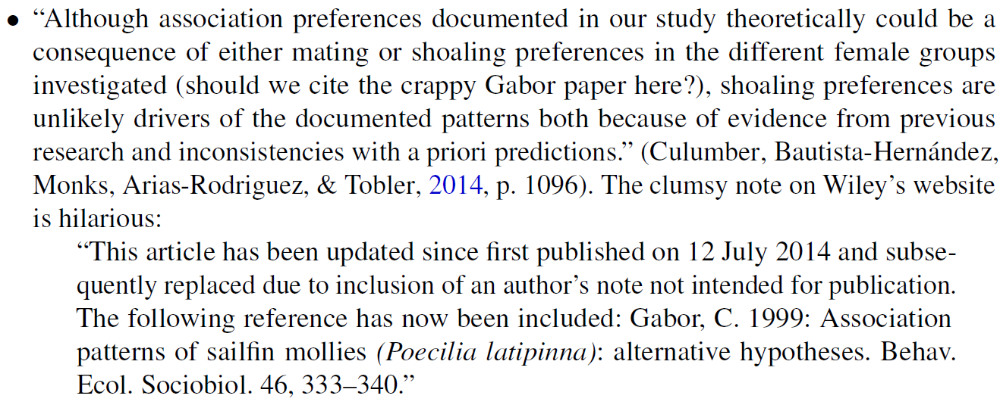 • “Although association preferences documented in our study theoretically could be a
consequence of either mating or shoaling preferences in the different female groups
investigated (should we cite the crappy Gabor paper here?), shoaling preferences are
unlikely drivers of the documented patterns both because of evidence from previous
research and inconsistencies with a priori predictions.” (Culumber, Bautista-Hernández,
Monks, Arias-Rodriguez, & Tobler, 2014, p. 1096). The clumsy note on Wiley’s website
is hilarious:
“This article has been updated since first published on 12 July 2014 and subse-
quently replaced due to inclusion of an author’s note not intended for publication.
The following reference has now been included: Gabor, C. 1999: Association
patterns of sailfin mollies (Poecilia latipinna): alternative hypotheses. Behav.
Ecol. Sociobiol. 46, 333–340.”